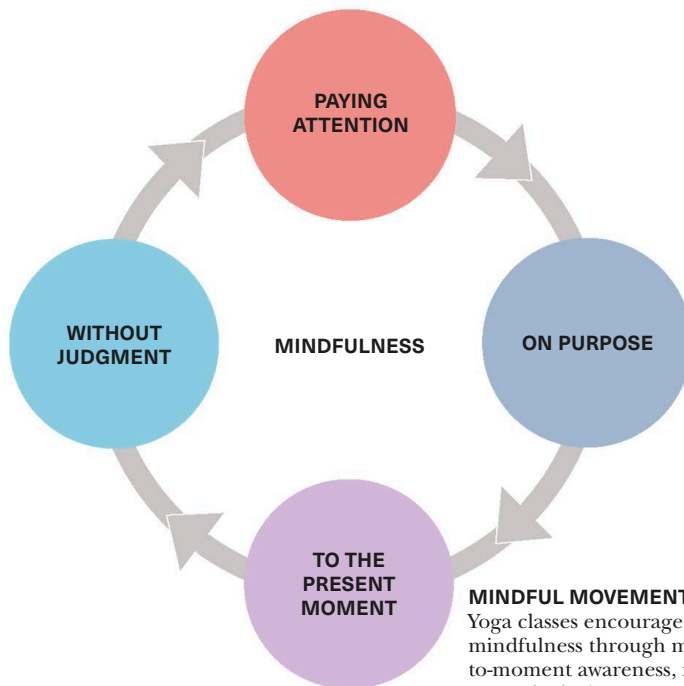 PAYING
ATTENTION
WITHOUT
JUDGMENT
MINDFULNESS
ON PURPOSE
TO THE
PRESENT
MOMENT
MINDFUL MOVEMENT
Yoga classes encourage
mindfulness through
to-moment awareness,